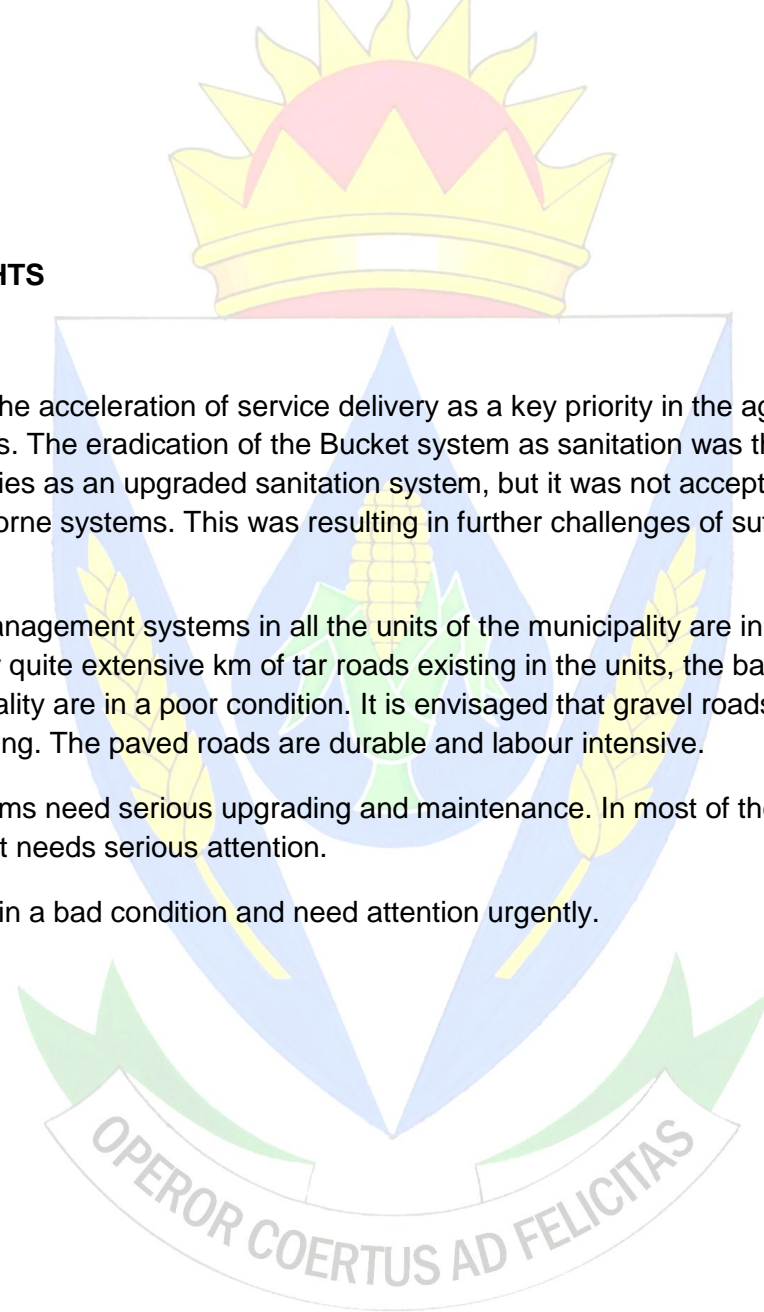 HTS
he acceleration of service delivery as a key priority in the ag
s. The eradication of the Bucket system as sanitation was th
ies as an upgraded sanitation system, but it was not accept
orne systems. This was resulting in further challenges of suf
anagement systems in all the units of the municipality are in
r quite extensive km of tar roads existing in the units, the ba
ality are in a poor condition. It is envisaged that gravel roads
ing. The paved roads are durable and labour intensive.
ms need serious upgrading and maintenance. In most of the
t needs serious attention.
in a bad condition and need attention urgently.
OPEROR COERTUS AD FELICITAS